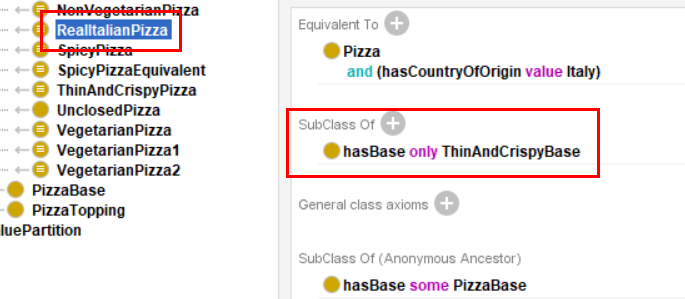 NonVegetarianPizza
RealItalianPizza
SpicyPizza
SpicyPizzaEquivalent
ThinAndCrispyPizza
UnclosedPizza
VegetarianPizza
VegetarianPizza1
VegetarianPizza2
PizzaBase
PizzaTopping
luePartition
Equivalent To
Pizza
and (hasCountryOfOrigin value Italy)
SubClass Of
hasBase only ThinAndCrispyBase
General class axioms
SubClass Of (Anonymous Ancestor)
hasBase some PizzaBase